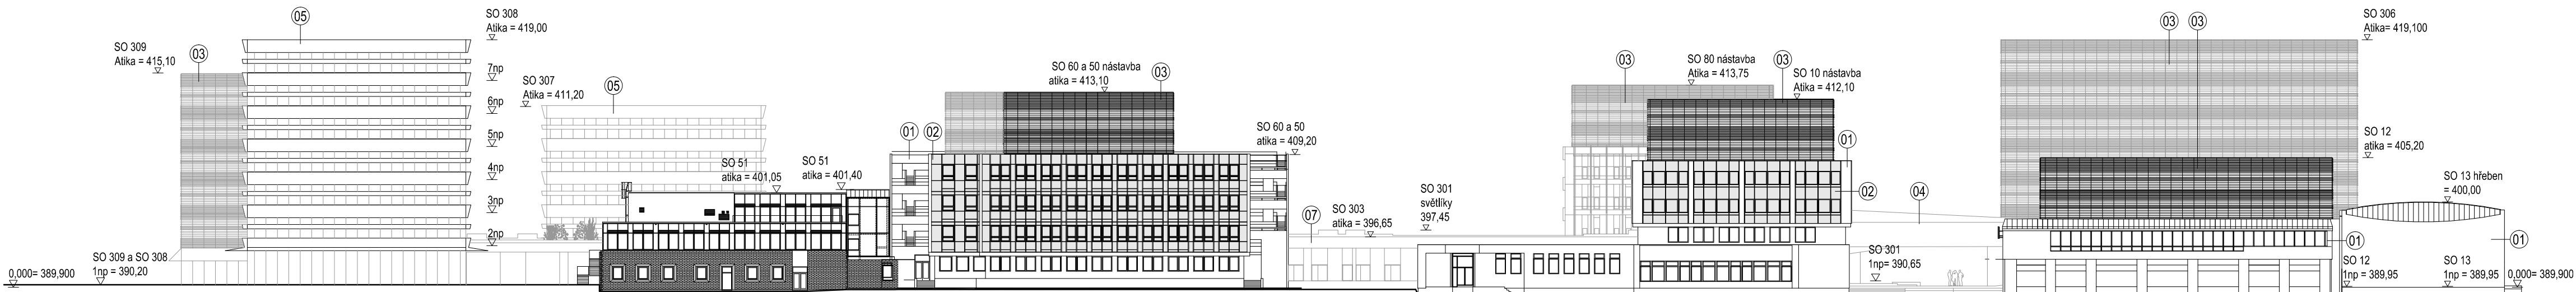 05
SO 308
Atika = 419,00
SO 309
Atika = 415,10
03
7np
6np
5np
4np
3np
2np
SO 307
Atika = 411,20
05
0,000= 389,900
SO 309 a SO 308
1np = 390,20
SO 51
atika = 401,05
SO 51
atika = 401,40
01
02
SO 60 a 50 nástavba
atika = 413,10
03
SO 60 a 50
atika = 409,20
07
SO 303
atika = 396,65
SO 301
světlíky
397,45
03
SO 80 nástavba
Atika = 413,75
03
SO 10 nástavba
Atika = 412,10
01
02
04
SO 301
1np= 390,65
03
03
SO 306
Atika= 419,100
SO 12
atika = 405,20
SO 13 hřeben
= 400,00
01
01
SO 12
1np = 389,95
SO 13
1np = 389,95
0,000= 389,900